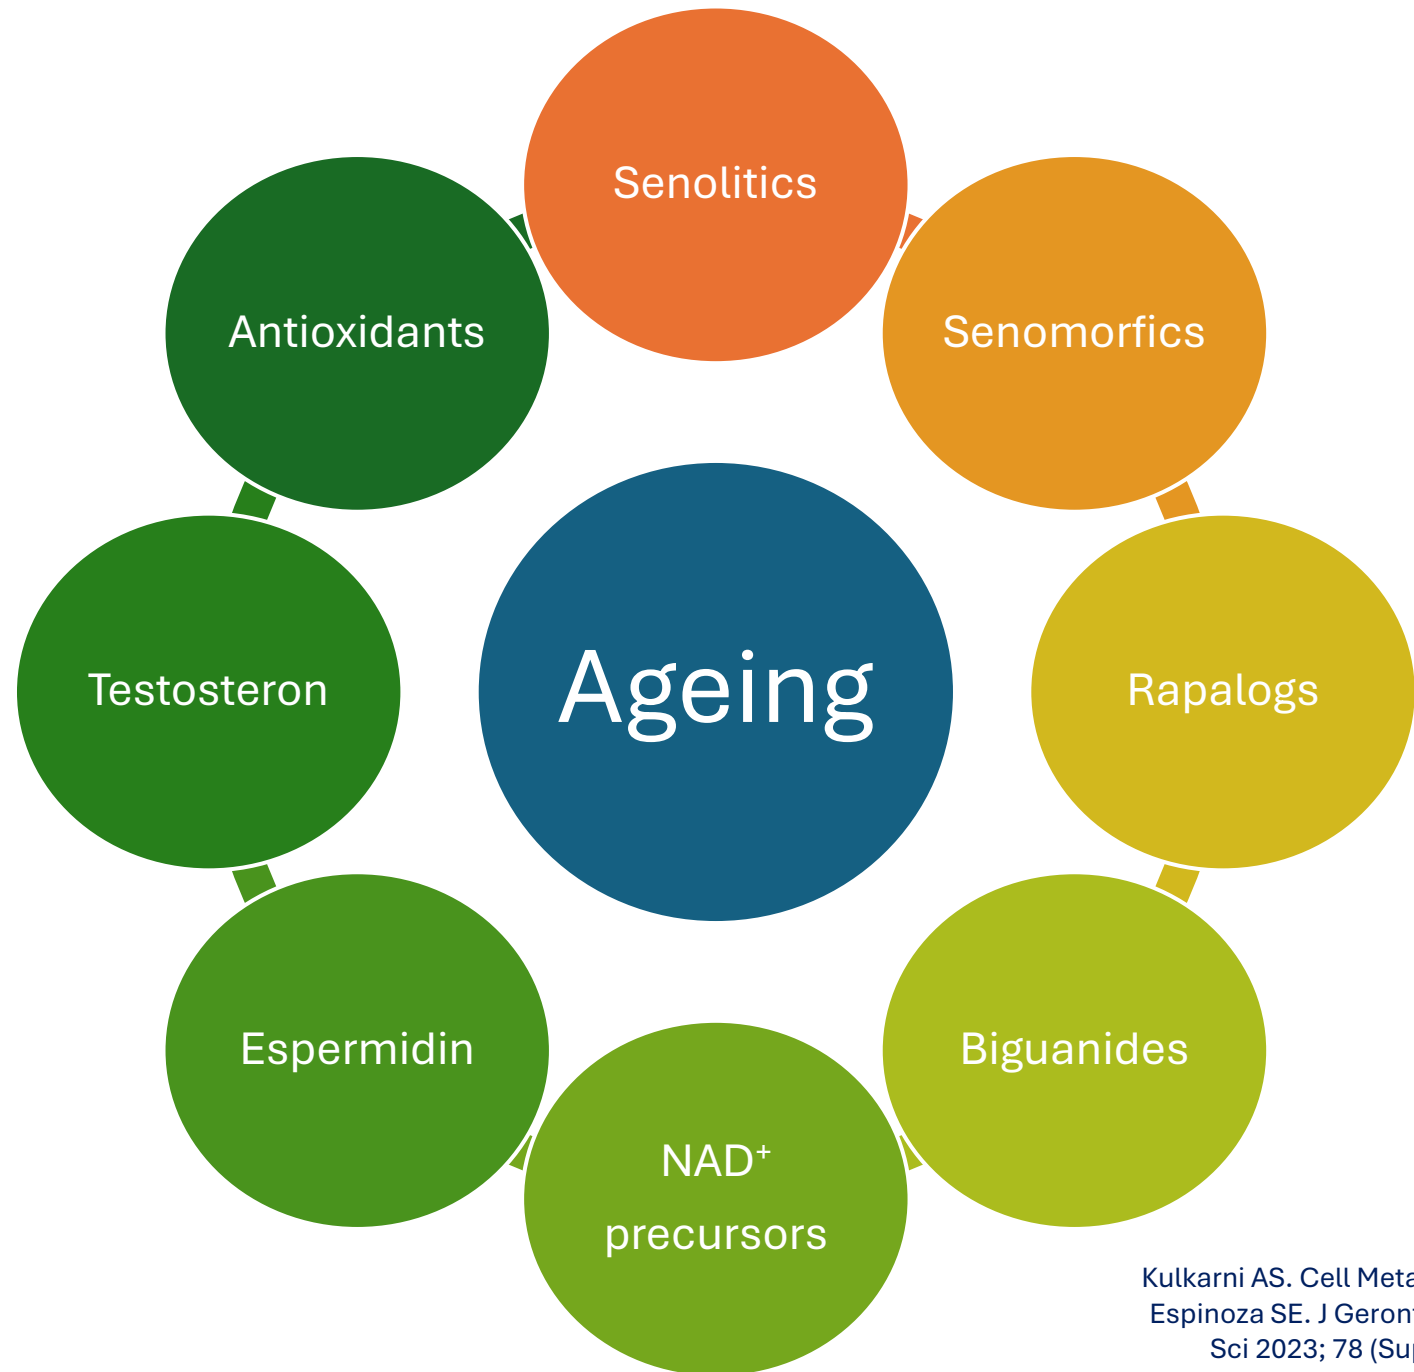 Senolitics
Senomorfics
Rapalogs
Biguanides
NAD⁺
precursors
Espermidin
Testosteron
Antioxidants
Ageing
Kulkarni AS. Cell Meta
Espinoza SE. J Geron
Sci 2023; 78 (Su